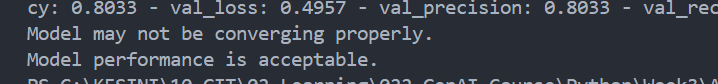 cy: 0.8033 - val_loss: 0.4957 - val_precision: 0.8033 - val_rec
Model may not be converging properly.
Model performance is acceptable.